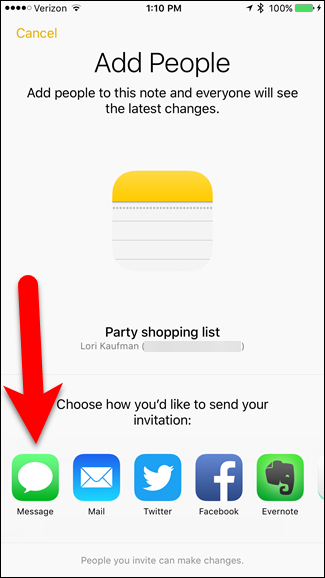 Verizon 1:10 PM 100%
Cancel
Add People
Add people to this note and everyone will see
the latest changes.
Party shopping list
Lori Kaufman ( )
Choose how you'd like to send your
invitation:
Message Mail Twitter Facebook Evernote
People you invite can make changes.